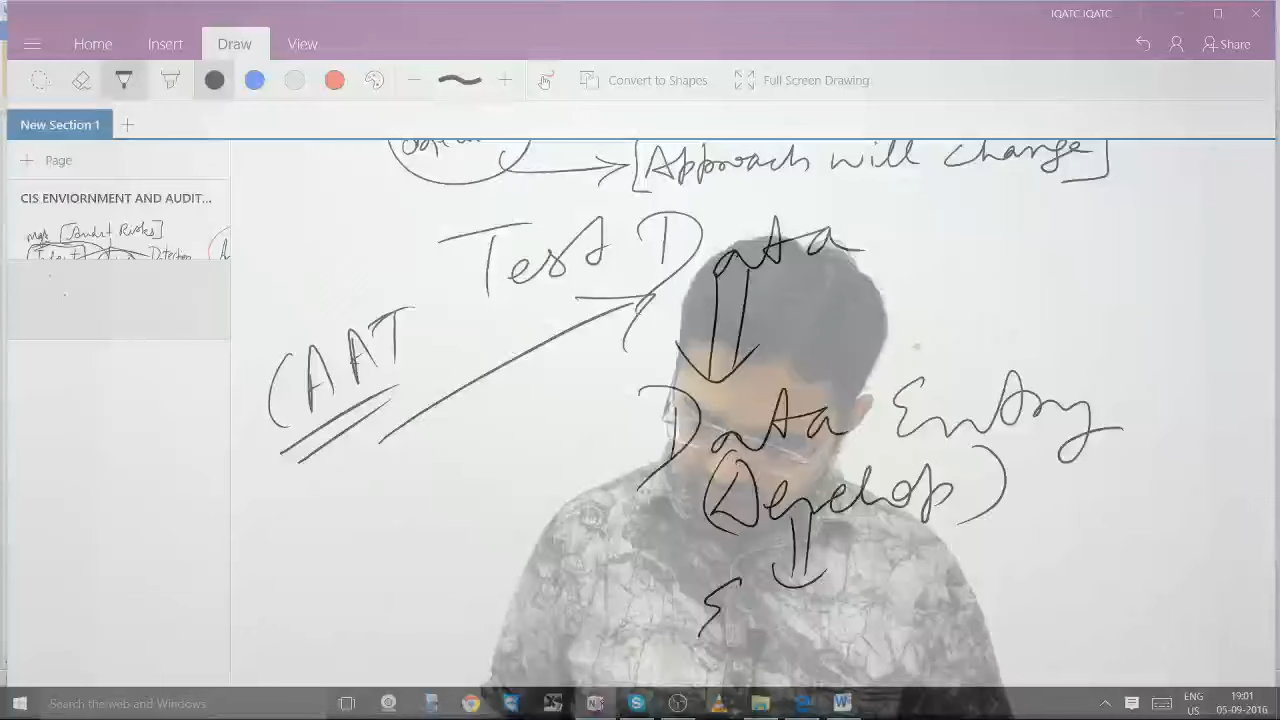 IQATC IQATC
Home Insert Draw View Share
Convert to Shapes Full Screen Drawing
New Section 1
Page
CIS ENVIORNMENT AND AUDIT...
[Approach will change]
Test Data
CAAT
Data Entry
(Develop)
S
Search the web and Windows
ENG
US
19:01
05-09-2016